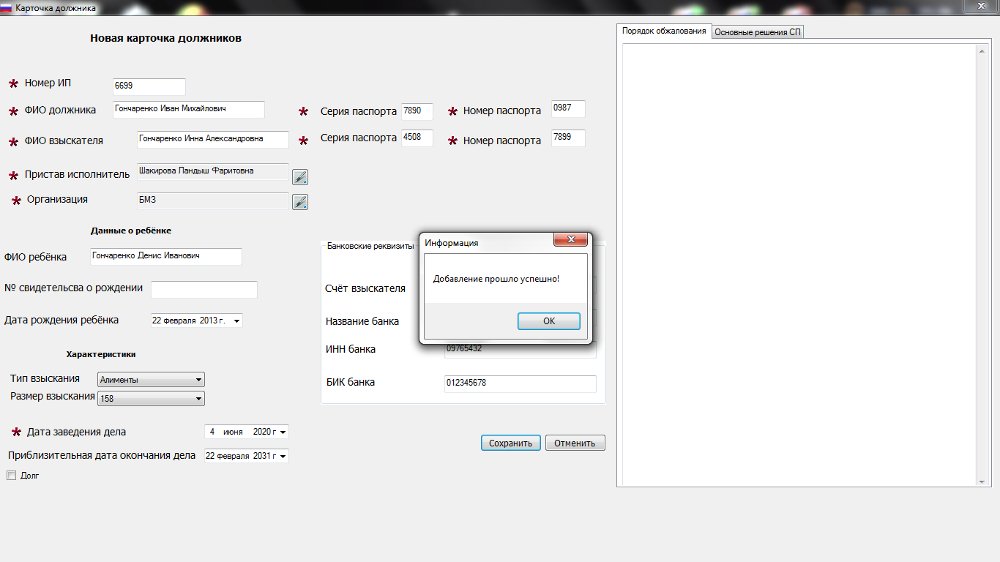 Карточка должника
Новая карточка должников
Порядок обжалования Основные решения СП
* Номер ИП 6699
* ФИО должника Гончаренко Иван Михайлович * Серия паспорта 7890 * Номер паспорта 0987
* ФИО взыскателя Гончаренко Инна Александровна * Серия паспорта 4508 * Номер паспорта 7899
* Пристав исполнитель Шакирова Ландыш Фаритовна
* Организация БМЗ
Данные о ребёнке
ФИО ребёнка Гончаренко Денис Иванович
№ свидетельсва о рождении
Дата рождения ребёнка 22 февраля 2013 г.
Характеристики
Тип взыскания Алименты
Размер взыскания 158
* Дата заведения дела 4 июня 2020 г
Приблизительная дата окончания дела 22 февраля 2031 г
Долг
Банковские реквизиты
Счёт взыскателя
Название банка
ИНН банка 09765432
БИК банка 012345678
Сохранить Отменить
Информация
Добавление прошло успешно!
ОК